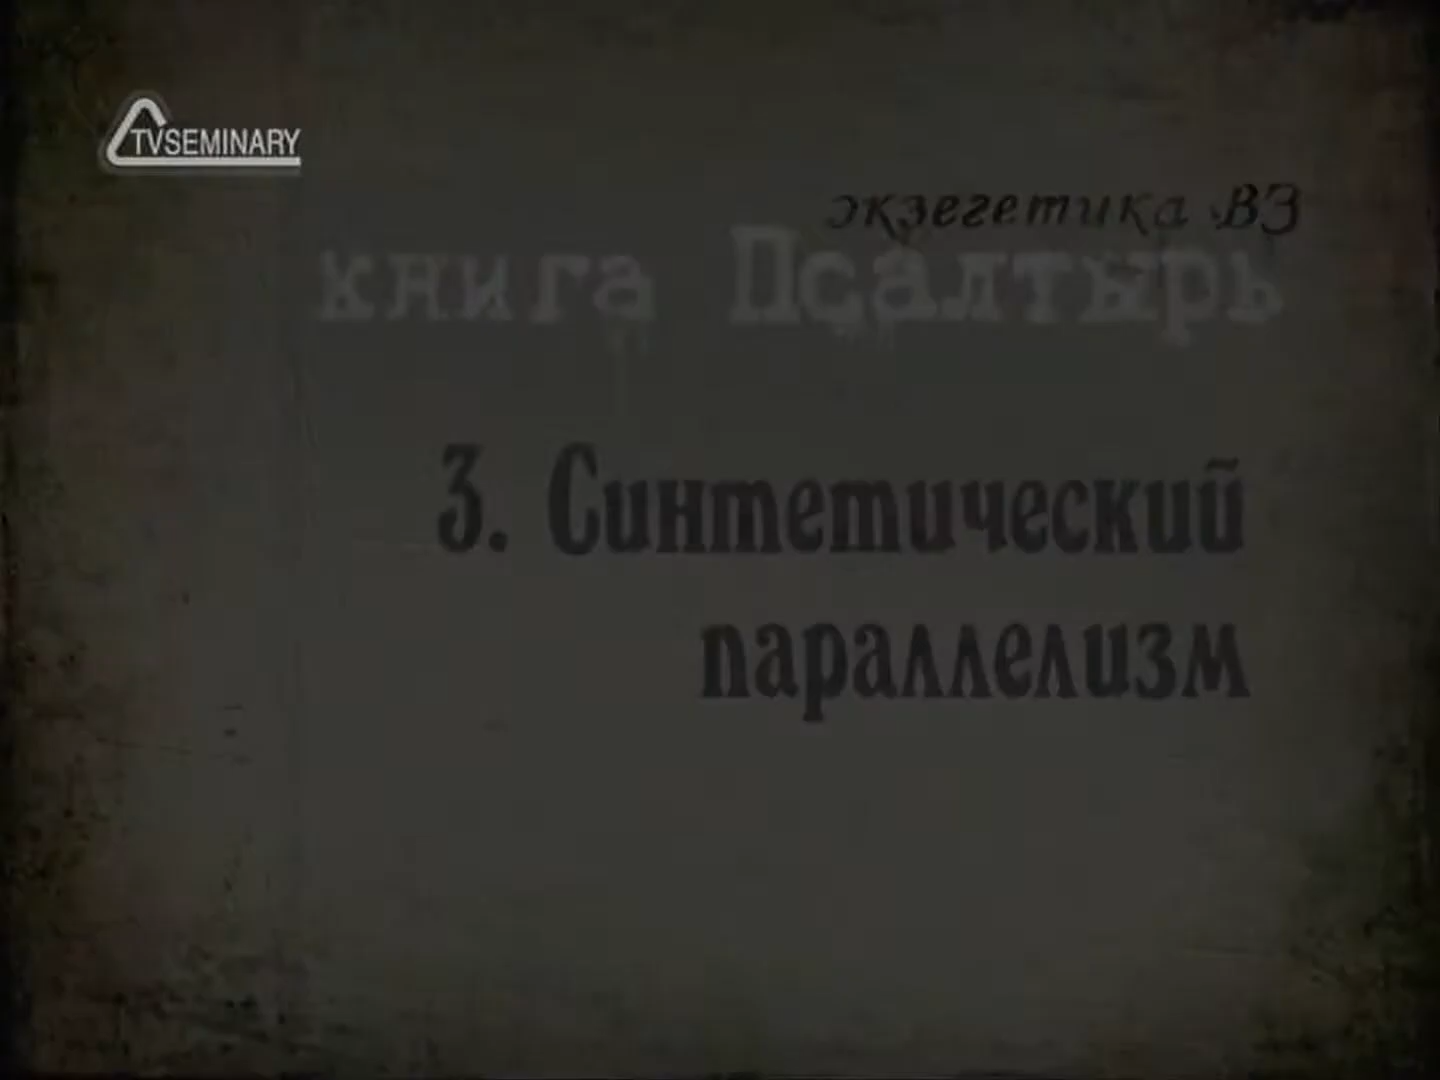 TVSEMINARY
экзегетика ВЗ
книга Псалтырь
3. Синтетический
параллелизм